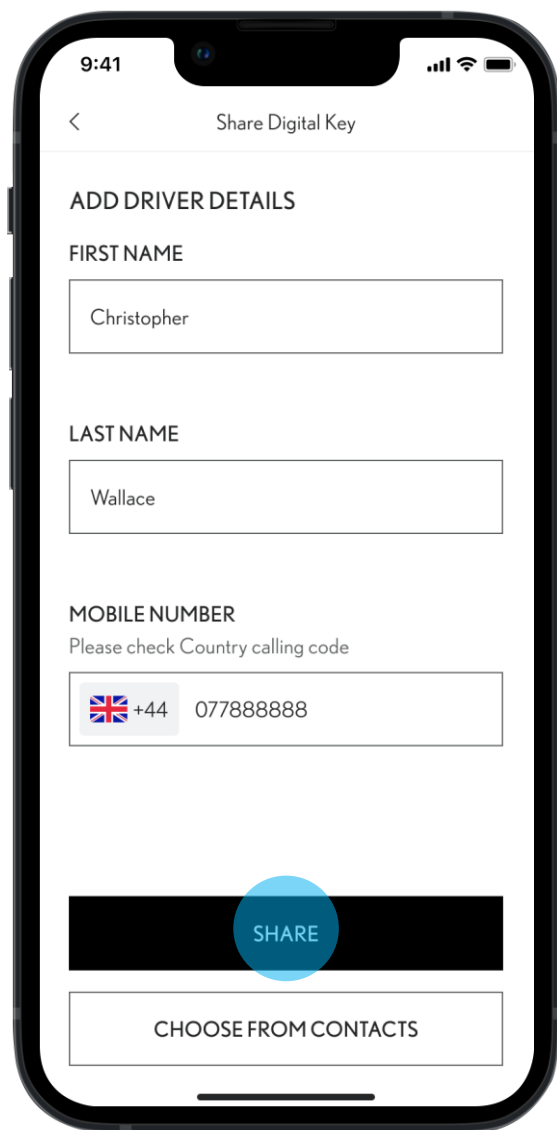 9:41
Share Digital Key
ADD DRIVER DETAILS
FIRST NAME
Christopher
LAST NAME
Wallace
MOBILE NUMBER
Please check Country calling code
+44 077888888
SHARE
CHOOSE FROM CONTACTS